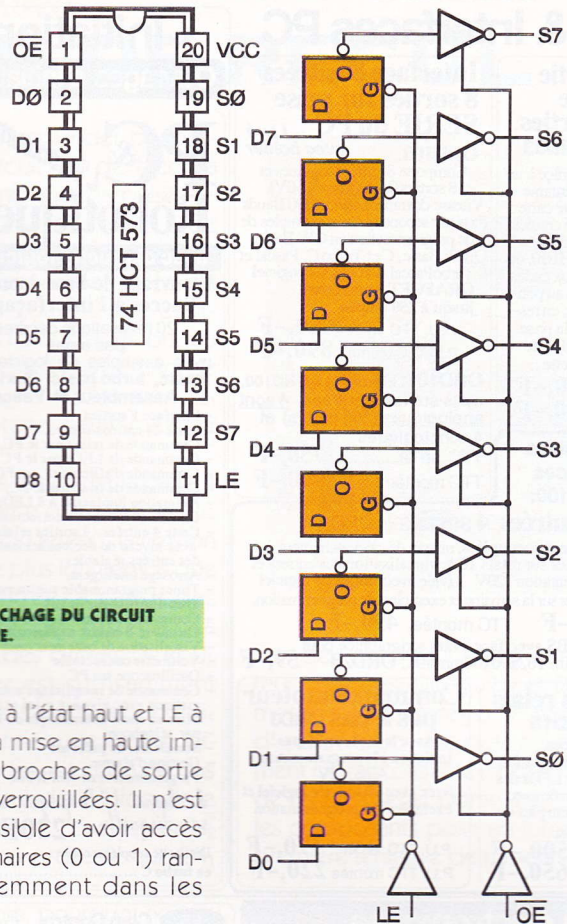 OE 1 20 VCC
DØ 2 19 SØ
D1 3 18 S1
D2 4 17 S2
D3 5 16 S3
D4 6 15 S4
D5 7 14 S5
D6 8 13 S6
D7 9 12 S7
D8 10 11 LE
74 HCT 573
S7
O
D G
D7
S6
O
D G
D6
S5
O
D G
D5
S4
O
D G
D4
S3
O
D G
D3
S2
O
D G
D2
S1
O
D G
D1
SØ
O
D G
D0
LE OE
CHAGE DU CIRCUIT
E.
à l'état haut et LE à
mise en haute im-
broches de sortie
verrouillées. Il n'est
sible d'avoir accès
naires (0 ou 1) ran-
emment dans les